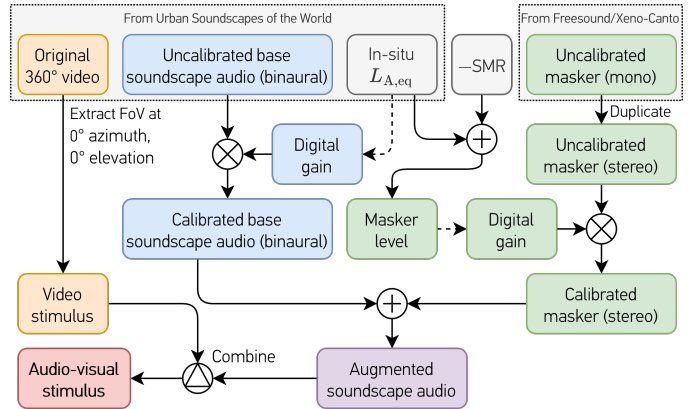 From Urban Soundscapes of the World
From Freesound/Xeno-Canto
Original
360° video
Uncalibrated base
soundscape audio (binaural)
In-situ
L_A,eq
−SMR
Uncalibrated
masker (mono)
Extract FoV at
0° azimuth,
0° elevation
Duplicate
Digital
gain
Uncalibrated
masker (stereo)
Calibrated base
soundscape audio (binaural)
Masker
level
Digital
gain
Video
stimulus
Calibrated
masker (stereo)
Combine
Audio-visual
stimulus
Augmented
soundscape audio